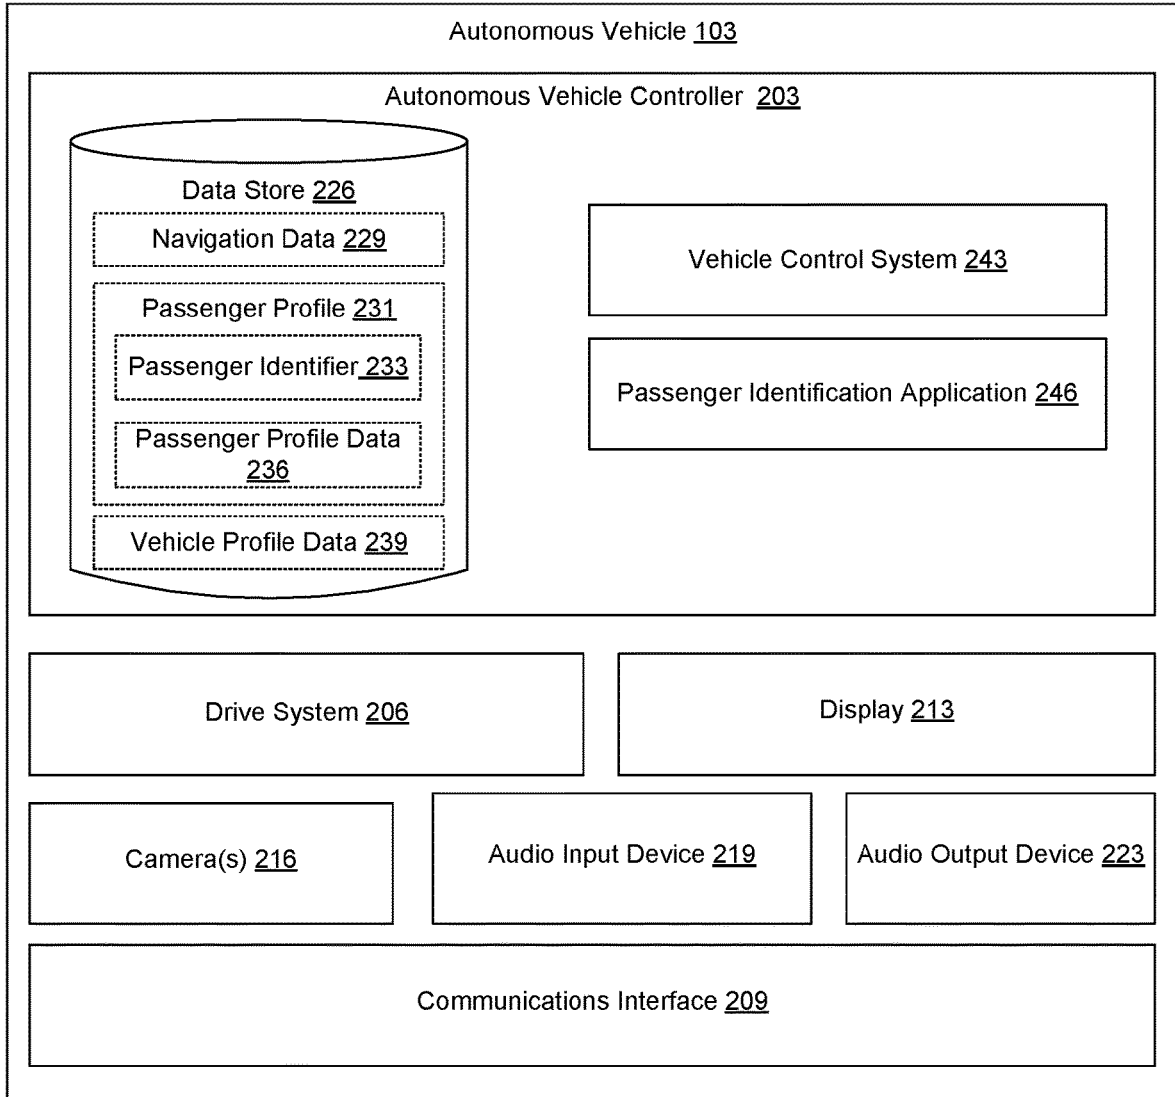 Autonomous Vehicle 103
Autonomous Vehicle Controller 203
Data Store 226
Navigation Data 229
Passenger Profile 231
Passenger Identifier 233
Passenger Profile Data
236
Vehicle Profile Data 239
Vehicle Control System 243
Passenger Identification Application 246
Drive System 206
Display 213
Camera(s) 216
Audio Input Device 219
Audio Output Device 223
Communications Interface 209